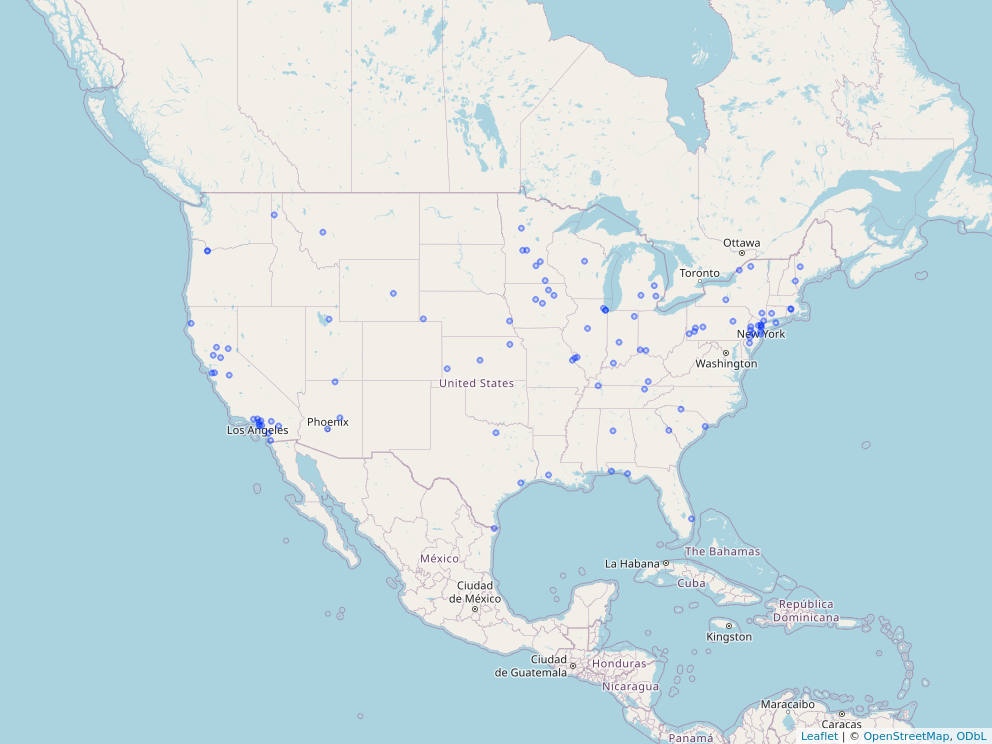 Ottawa
Toronto
New York
Washington
United States
Phoenix
Los Angeles
The Bahamas
México
La Habana
Cuba
Ciudad
de México
República
Dominicana
Kingston
Ciudad
de Guatemala
Honduras
Nicaragua
Maracaibo
Caracas
Panamá
Leaflet | © OpenStreetMap, ODbL